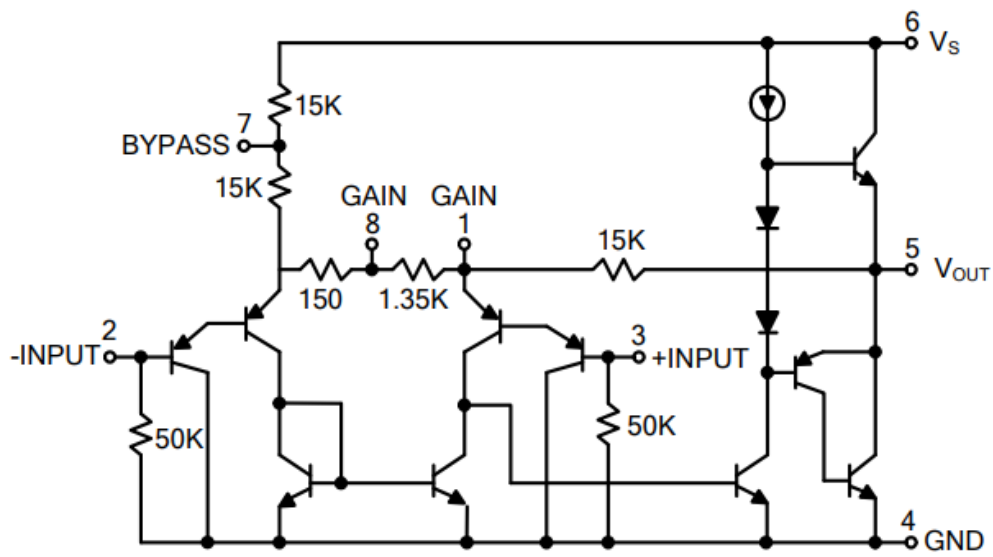 6
V_S
15K
7
BYPASS
15K
GAIN
8
GAIN
1
15K
5
V_OUT
150
1.35K
2
-INPUT
3
+INPUT
50K
50K
4
GND